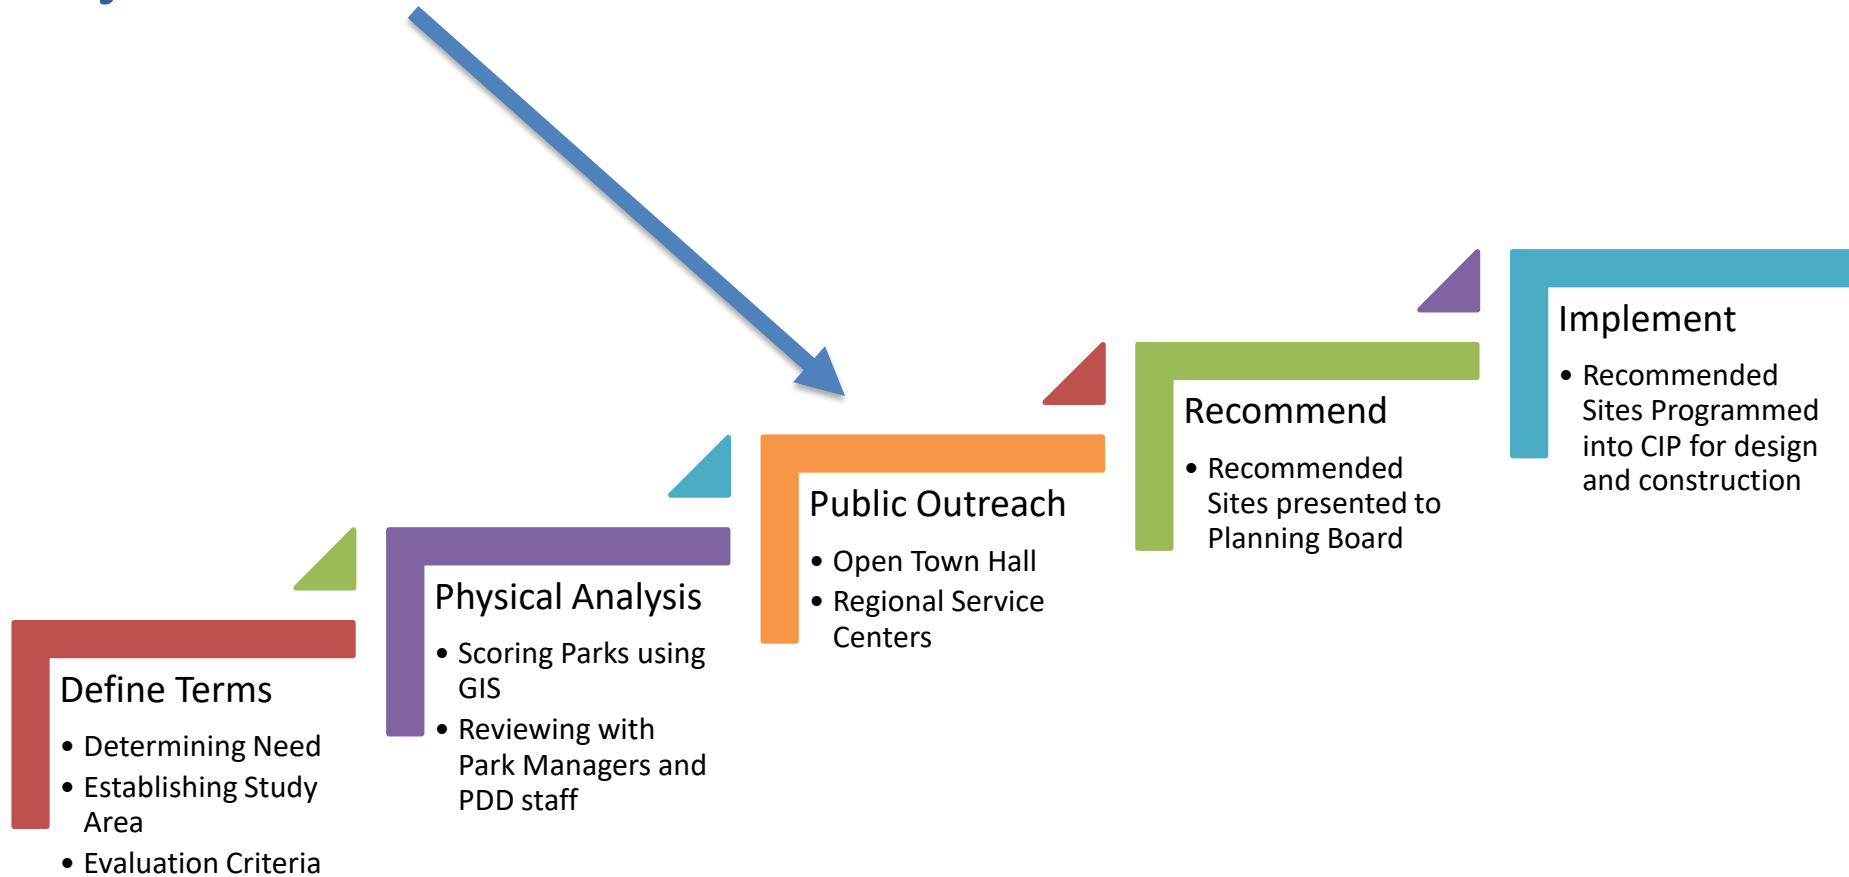 Define Terms
• Determining Need
• Establishing Study
Area
• Evaluation Criteria
Physical Analysis
• Scoring Parks using
GIS
• Reviewing with
Park Managers and
PDD staff
Public Outreach
• Open Town Hall
• Regional Service
Centers
Recommend
• Recommended
Sites presented to
Planning Board
Implement
• Recommended
Sites Programmed
into CIP for design
and construction